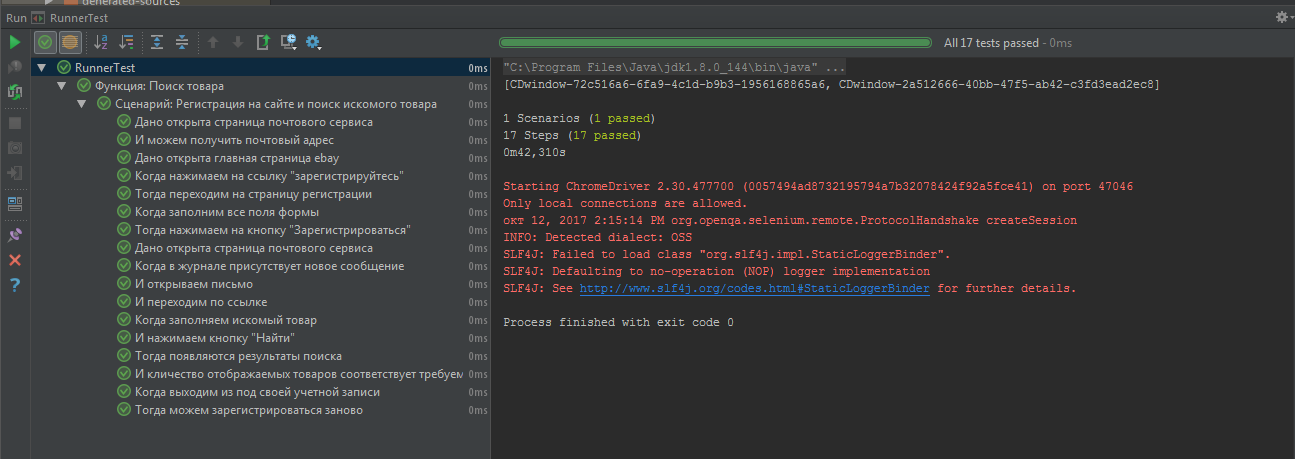 generated-sources
Run RunnerTest
All 17 tests passed - 0ms
RunnerTest 0ms
Функция: Поиск товара 0ms
Сценарий: Регистрация на сайте и поиск искомого товара 0ms
Дано открыта страница почтового сервиса 0ms
И можем получить почтовый адрес 0ms
Дано открыта главная страница ebay 0ms
Когда нажимаем на ссылку "зарегистрируйтесь" 0ms
Тогда переходим на страницу регистрации 0ms
Когда заполним все поля формы 0ms
Тогда нажимаем на кнопку "Зарегистрироваться" 0ms
Дано открыта страница почтового сервиса 0ms
Когда в журнале присутствует новое сообщение 0ms
И открываем письмо 0ms
И переходим по ссылке 0ms
Когда заполняем искомый товар 0ms
И нажимаем кнопку "Найти" 0ms
Тогда появляются результаты поиска 0ms
И кличество отображаемых товаров соответствует требуем 0ms
Когда выходим из под своей учетной записи 0ms
Тогда можем зарегистрироваться заново 0ms
"C:\Program Files\Java\jdk1.8.0_144\bin\java" ...
[CDwindow-72c516a6-6fa9-4c1d-b9b3-1956168865a6, CDwindow-2a512666-40bb-47f5-ab42-c3fd3ead2ec8]
1 Scenarios (1 passed)
17 Steps (17 passed)
0m42,310s
Starting ChromeDriver 2.30.477700 (0057494ad8732195794a7b32078424f92a5fce41) on port 47046
Only local connections are allowed.
окт 12, 2017 2:15:14 PM org.openqa.selenium.remote.ProtocolHandshake createSession
INFO: Detected dialect: OSS
SLF4J: Failed to load class "org.slf4j.impl.StaticLoggerBinder".
SLF4J: Defaulting to no-operation (NOP) logger implementation
SLF4J: See http://www.slf4j.org/codes.html#StaticLoggerBinder for further details.
Process finished with exit code 0